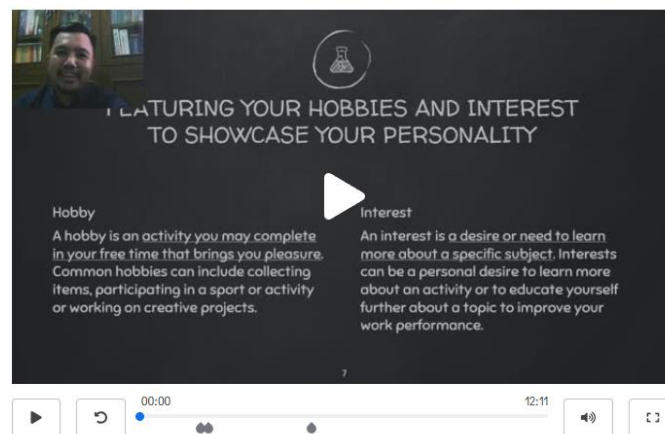 FEATURING YOUR HOBBIES AND INTEREST
TO SHOWCASE YOUR PERSONALITY
Hobby
A hobby is an activity you may complete
in your free time that brings you pleasure.
Common hobbies can include collecting
items, participating in a sport or activity
or working on creative projects.
Interest
An interest is a desire or need to learn
more about a specific subject. Interests
can be a personal desire to learn more
about an activity or to educate yourself
further about a topic to improve your
work performance.
7
00:00
12:11